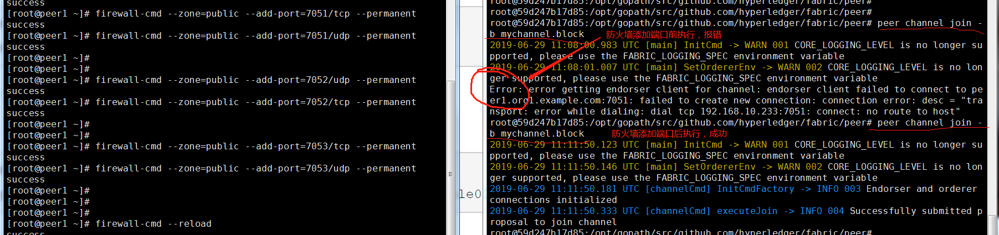 success
[root@peer1 ~]# firewall-cmd --zone=public --add-port=7051/tcp --permanent
success
[root@peer1 ~]# firewall-cmd --zone=public --add-port=7051/udp --permanent
success
[root@peer1 ~]#
[root@peer1 ~]#
[root@peer1 ~]# firewall-cmd --zone=public --add-port=7052/udp --permanent
success
[root@peer1 ~]# firewall-cmd --zone=public --add-port=7052/tcp --permanent
success
[root@peer1 ~]#
[root@peer1 ~]#
[root@peer1 ~]# firewall-cmd --zone=public --add-port=7053/tcp --permanent
success
[root@peer1 ~]# firewall-cmd --zone=public --add-port=7053/udp --permanent
success
[root@peer1 ~]#
[root@peer1 ~]#
[root@peer1 ~]#
[root@peer1 ~]# firewall-cmd --reload
success
le0
root@59d247b17d85:/opt/gopath/src/github.com/hyperledger/fabric/peer#
root@59d247b17d85:/opt/gopath/src/github.com/hyperledger/fabric/peer#
root@59d247b17d85:/opt/gopath/src/github.com/hyperledger/fabric/peer# peer channel join -
b mychannel.block 防火墙添加端口前执行，报错
2019-06-29 11:08:00.983 UTC [main] InitCmd -> WARN 001 CORE_LOGGING_LEVEL is no longer su
pported, please use the FABRIC_LOGGING_SPEC environment variable
2019-06-29 11:08:01.007 UTC [main] SetOrdererEnv -> WARN 002 CORE_LOGGING_LEVEL is no lon
ger supported, please use the FABRIC_LOGGING_SPEC environment variable
Error: error getting endorser client for channel: endorser client failed to connect to pe
er1.org1.example.com:7051: failed to create new connection: connection error: desc = "tra
nsport: error while dialing: dial tcp 192.168.10.233:7051: connect: no route to host"
root@59d247b17d85:/opt/gopath/src/github.com/hyperledger/fabric/peer# peer channel join -
b mychannel.block 防火墙添加端口后执行，成功
2019-06-29 11:11:50.123 UTC [main] InitCmd -> WARN 001 CORE_LOGGING_LEVEL is no longer su
pported, please use the FABRIC_LOGGING_SPEC environment variable
2019-06-29 11:11:50.146 UTC [main] SetOrdererEnv -> WARN 002 CORE_LOGGING_LEVEL is no lon
ger supported, please use the FABRIC_LOGGING_SPEC environment variable
2019-06-29 11:11:50.181 UTC [channelCmd] InitCmdFactory -> INFO 003 Endorser and orderer
connections initialized
2019-06-29 11:11:50.333 UTC [channelCmd] executeJoin -> INFO 004 Successfully submitted p
roposal to join channel
root@59d247b17d85:/opt/gopath/src/github.com/hyperledger/fabric/peer#